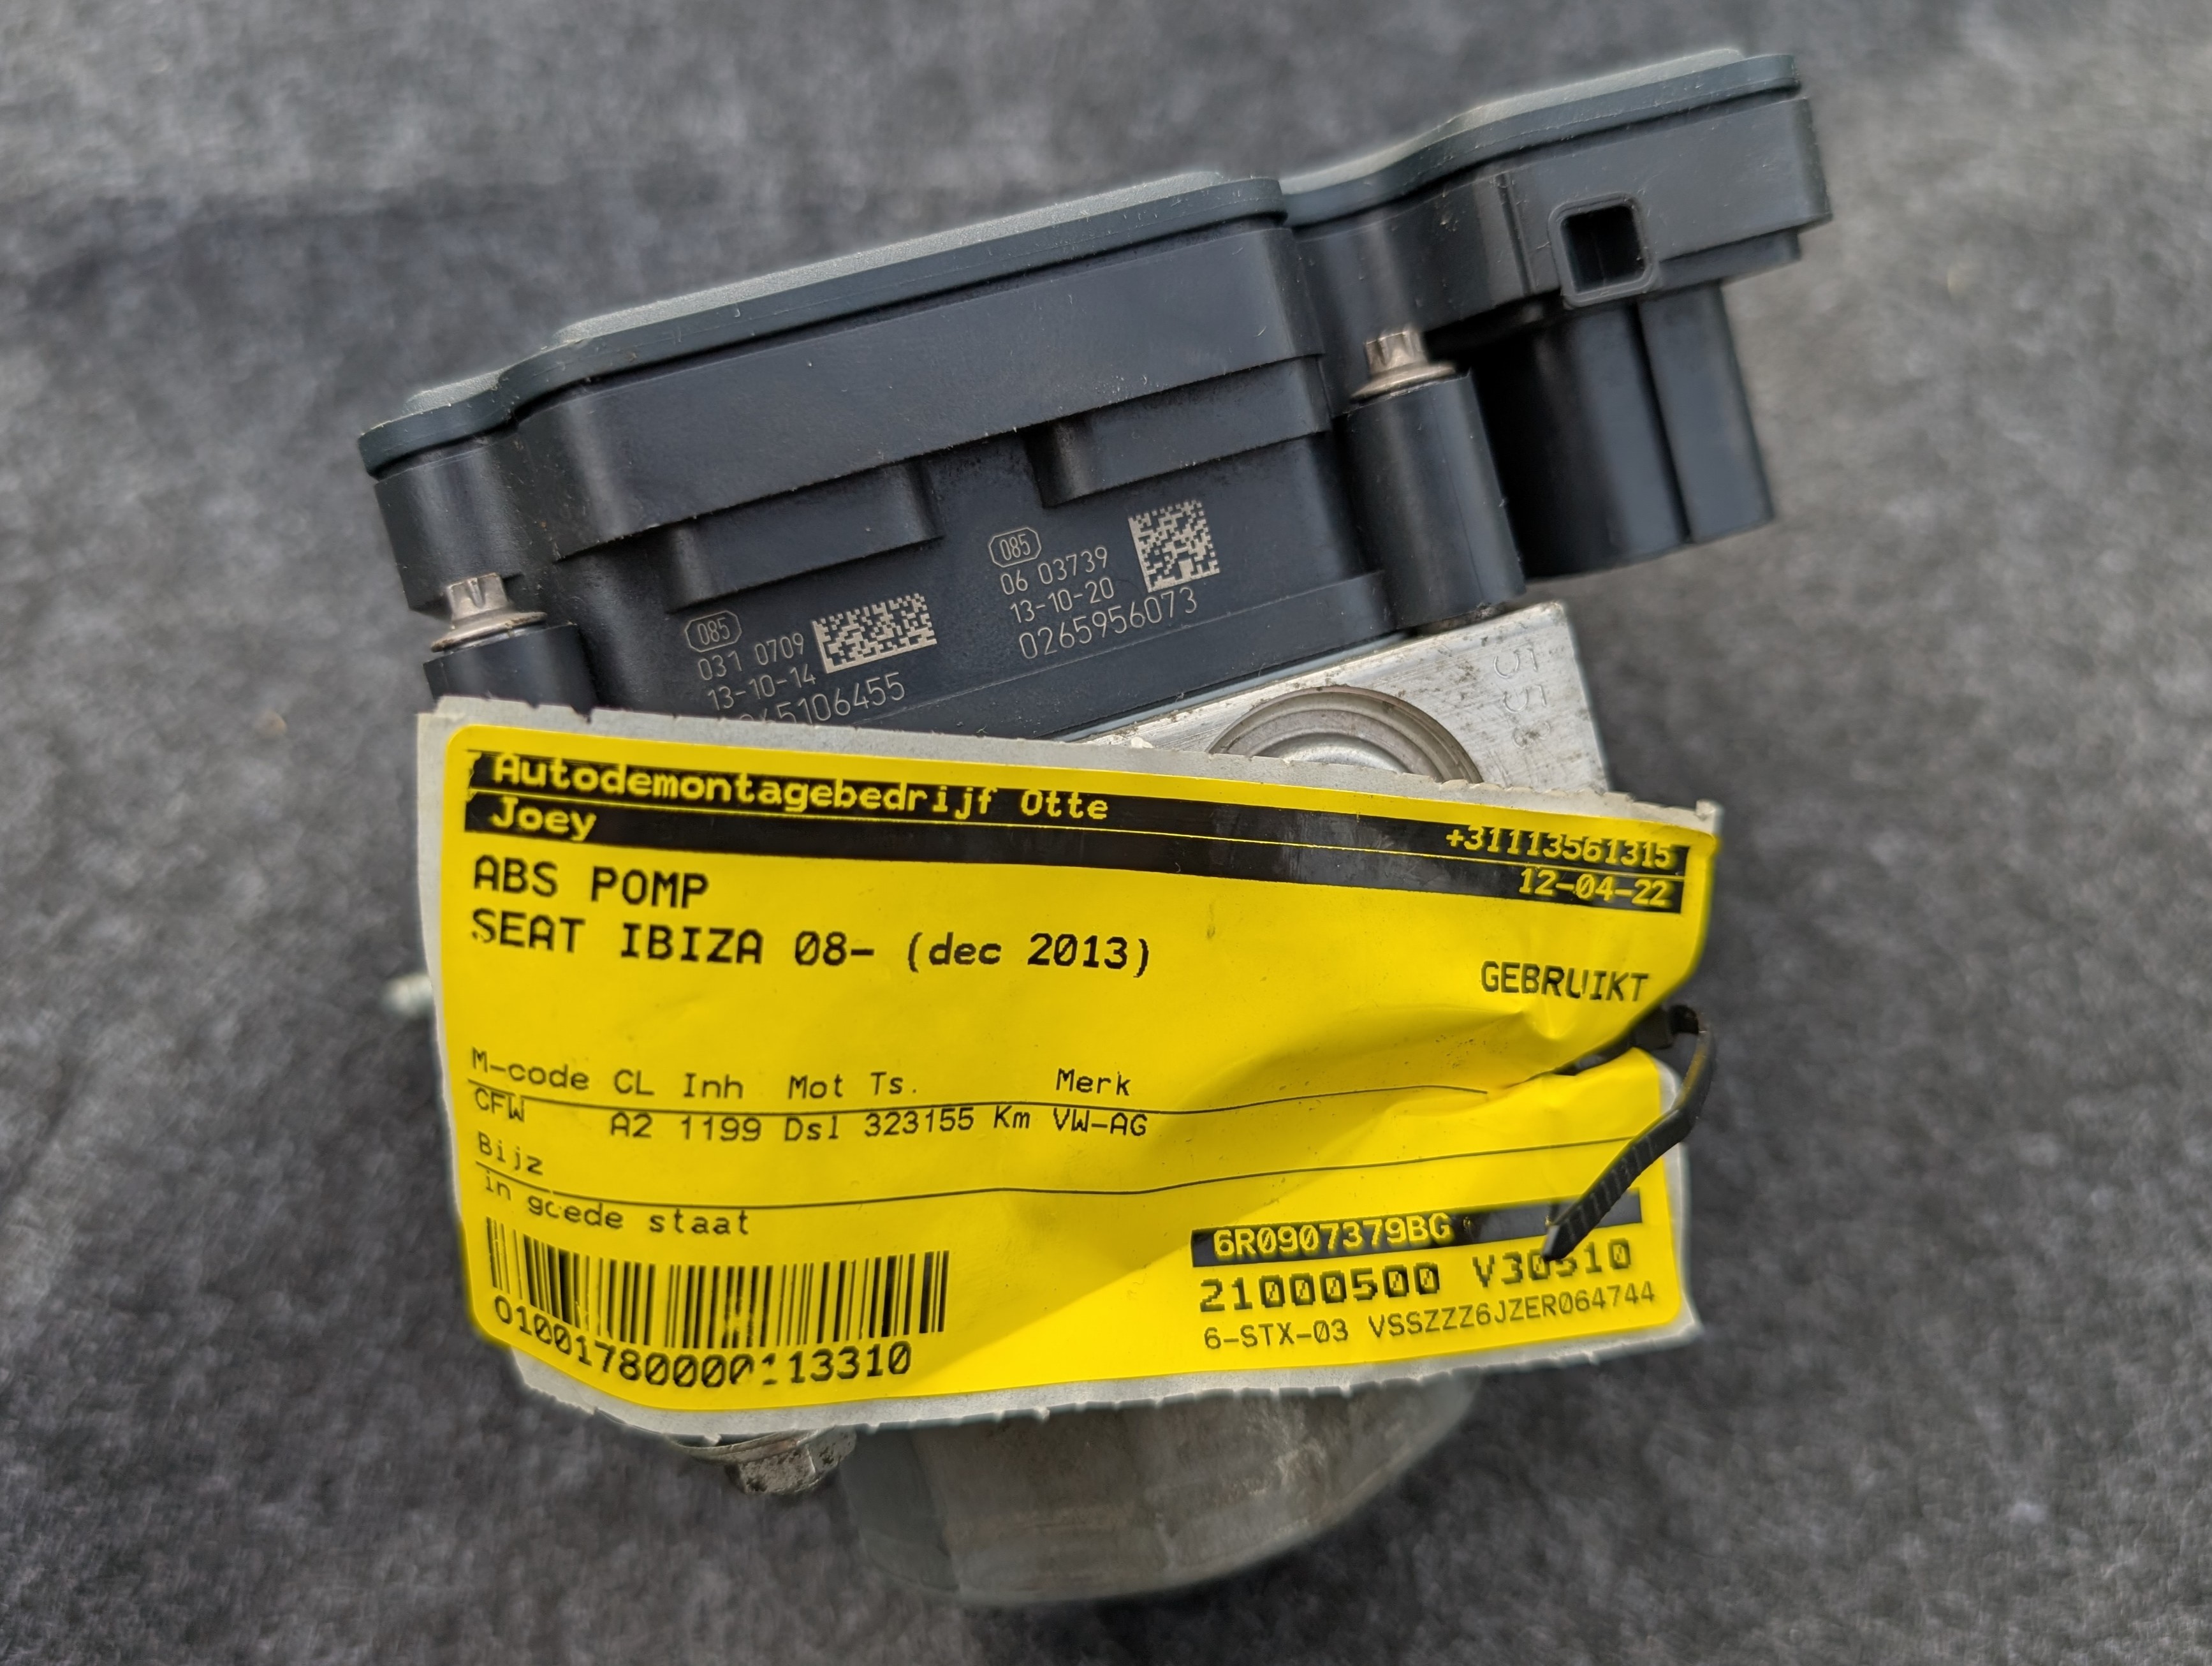 085
031 0709
13-10-14
65106455
085
06 03739
13-10-20
0265956073
Autodemontagebedrijf Otte
+31113561315
Joey
12-04-22
ABS POMP
SEAT IBIZA 08- (dec 2013)
GEBRUIKT
M-code CL Inh Mot Ts. Merk
CFW A2 1199 Dsl 323155 Km VW-AG
Bijz
in goede staat
6R0907379BG
21000500 V30310
6-STX-03 VSSZZZ6JZER064744